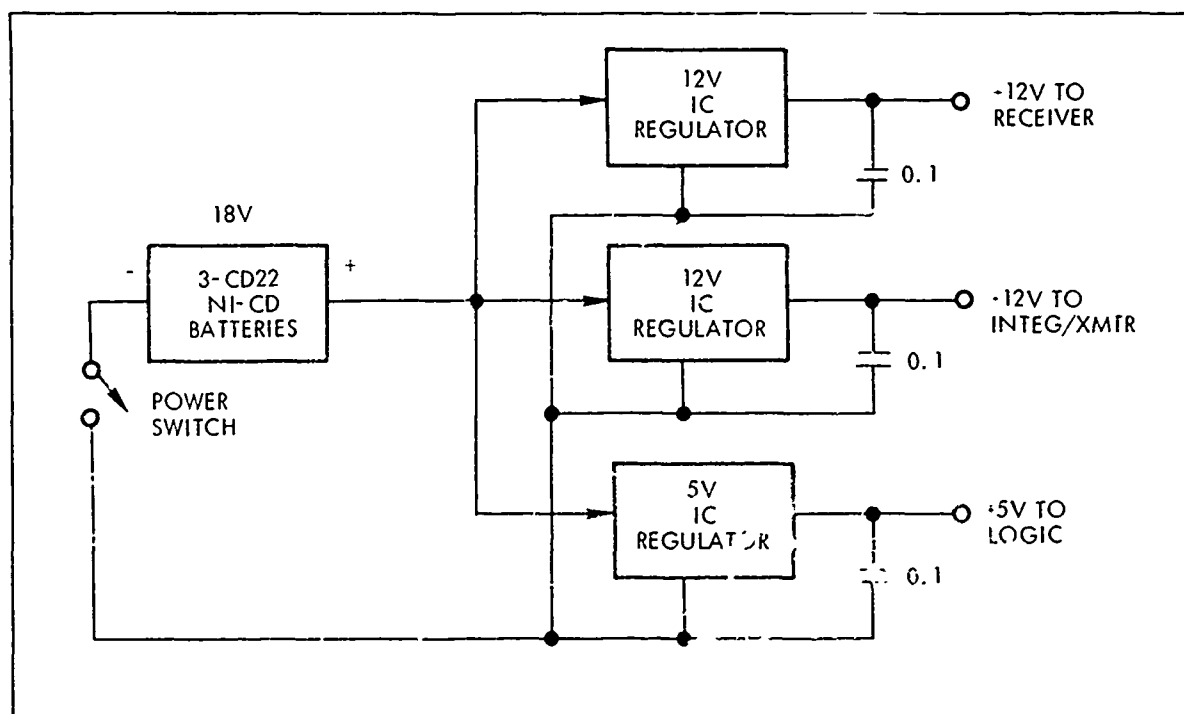 12V
IC
REGULATOR
-12V TO
RECEIVER
0.1
18V
-
+
3-CD22
NI-CD
BATTERIES
12V
IC
REGULATOR
-12V TO
INTEG/XMTR
0.1
POWER
SWITCH
5V
IC
REGULATOR
+5V TO
LOGIC
0.1